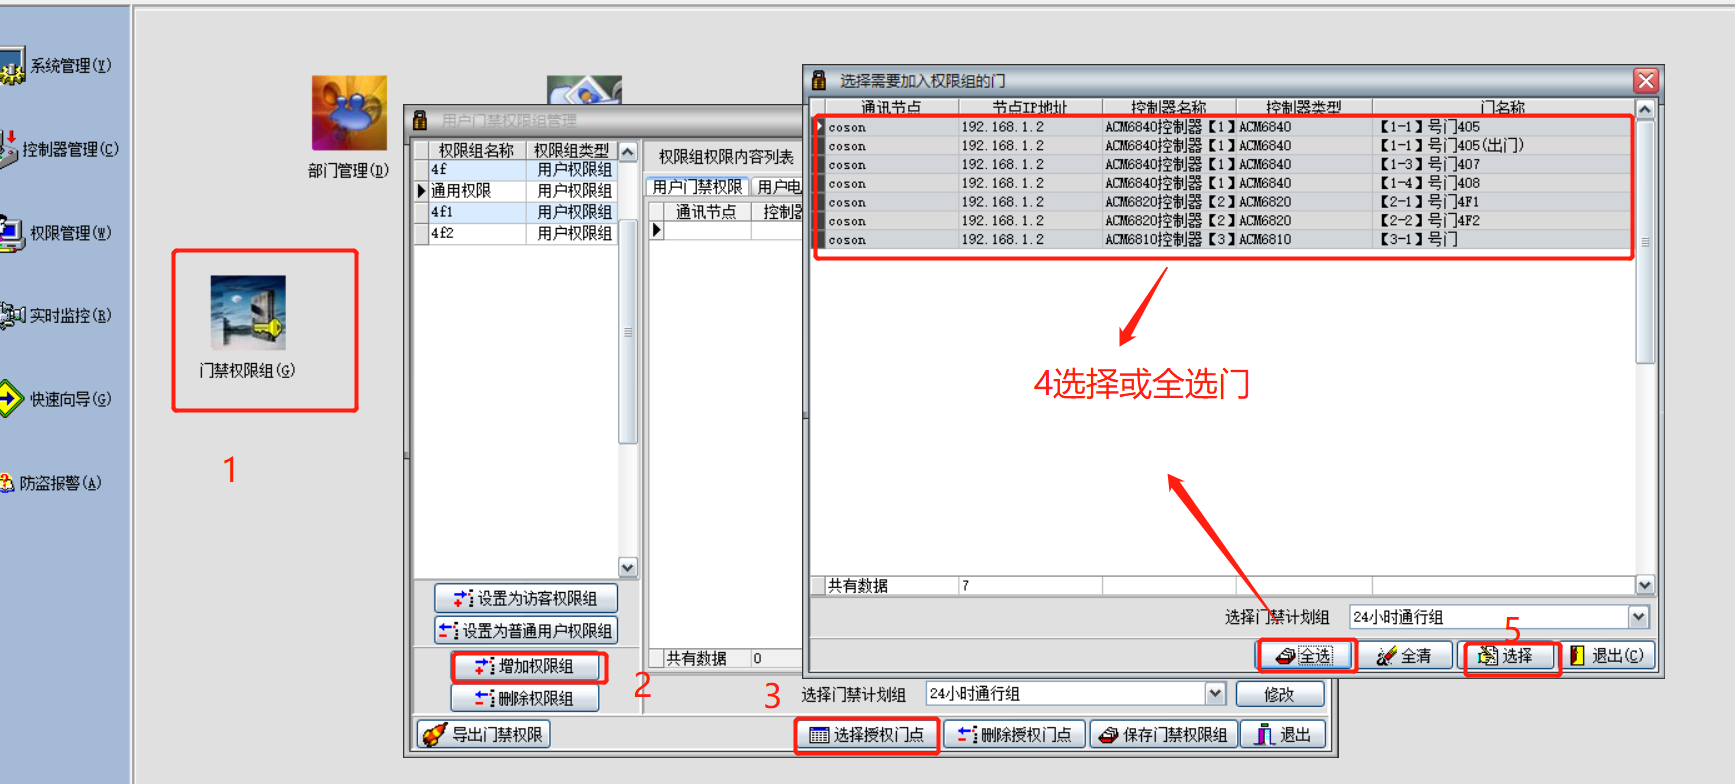 系统管理(Y)
控制器管理(C)
权限管理(W)
实时监控(R)
快速向导(G)
防盗报警(A)
部门管理(D)
门禁权限组(G)
1
用户门禁权限组管理
权限组名称 权限组类型
4f 用户权限组
通用权限 用户权限组
4f1 用户权限组
4f2 用户权限组
设置为访客权限组
设置为普通用户权限组
增加权限组
2
删除权限组
导出门禁权限
权限组权限内容列表
用户门禁权限 用户电
通讯节点 控制器
共有数据 0
3
选择门禁计划组 24小时通行组 修改
选择授权门点 删除授权门点 保存门禁权限组 退出
选择需要加入权限组的门
通讯节点 节点IP地址 控制器名称 控制器类型 门名称
coson 192.168.1.2 ACM6840控制器【1】 ACM6840 【1-1】号门405
coson 192.168.1.2 ACM6840控制器【1】 ACM6840 【1-1】号门405(出门)
coson 192.168.1.2 ACM6840控制器【1】 ACM6840 【1-3】号门407
coson 192.168.1.2 ACM6840控制器【1】 ACM6840 【1-4】号门408
coson 192.168.1.2 ACM6820控制器【2】 ACM6820 【2-1】号门4F1
coson 192.168.1.2 ACM6820控制器【2】 ACM6820 【2-2】号门4F2
coson 192.168.1.2 ACM6810控制器【3】 ACM6810 【3-1】号门
4选择或全选门
共有数据 7
选择门禁计划组 24小时通行组
5
全选 全清 选择 退出(C)